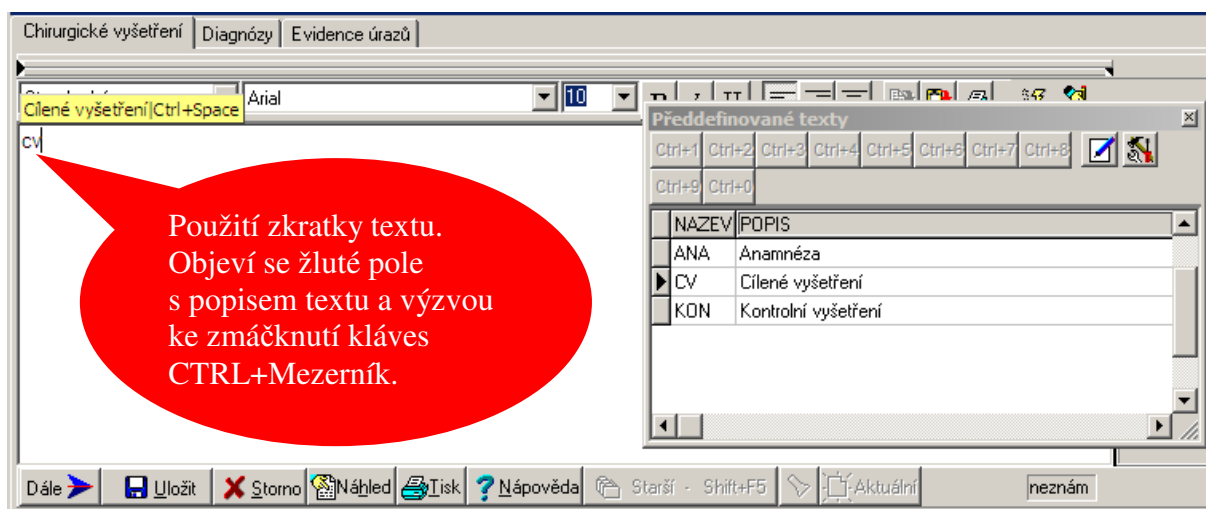 Chirurgické vyšetření Diagnózy Evidence úrazů
Arial 10
Cílené vyšetření|Ctrl+Space
cv
Použití zkratky textu.
Objeví se žluté pole
s popisem textu a výzvou
ke zmáčknutí kláves
CTRL+Mezerník.
Předdefinované texty
Ctrl+1 Ctrl+2 Ctrl+3 Ctrl+4 Ctrl+5 Ctrl+6 Ctrl+7 Ctrl+8
Ctrl+9 Ctrl+0
NAZEV POPIS
ANA Anamnéza
CV Cílené vyšetření
KON Kontrolní vyšetření
Dále Uložit Storno Náhled Tisk Nápověda Starší - Shift+F5 Aktuální neznám